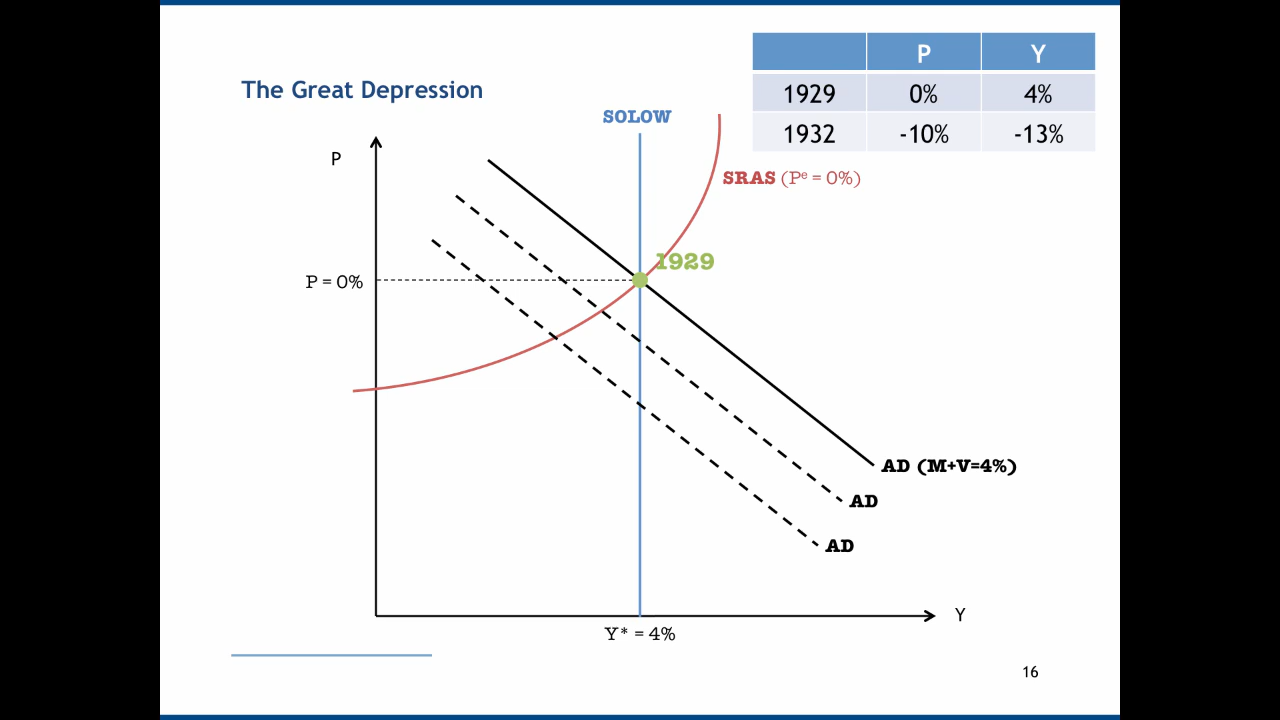 The Great Depression
P Y
1929 0% 4%
1932 -10% -13%
SOLOW
P
SRAS (Pᵉ = 0%)
1929
P = 0%
AD (M+V=4%)
AD
AD
Y
Y* = 4%
16